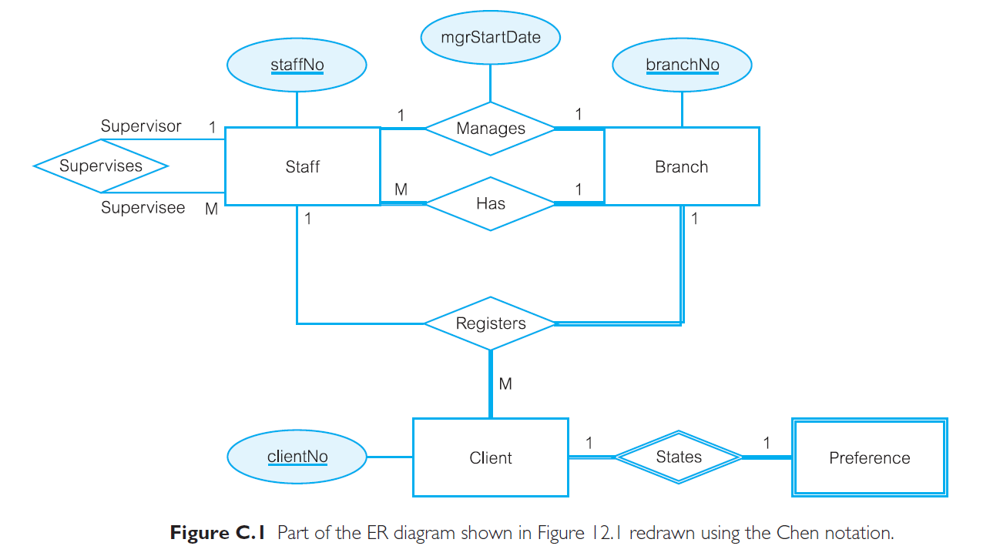 mgrStartDate
staffNo
branchNo
1
1
Supervisor 1
Manages
Supervises
Staff
Branch
M
1
Has
Supervisee M
1
1
Registers
M
clientNo
Client
1
States
1
Preference
Figure C.1 Part of the ER diagram shown in Figure 12.1 redrawn using the Chen notation.